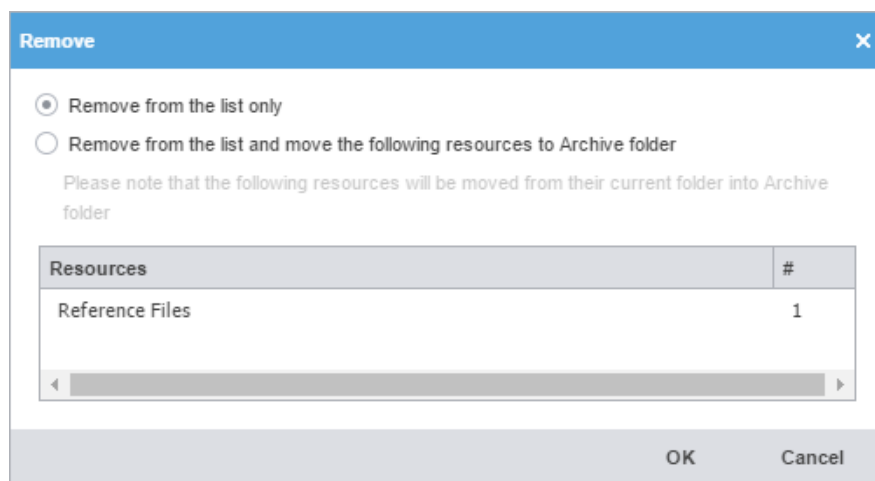 Remove
Remove from the list only
Remove from the list and move the following resources to Archive folder
Please note that the following resources will be moved from their current folder into Archive
folder
Resources #
Reference Files 1
OK Cancel